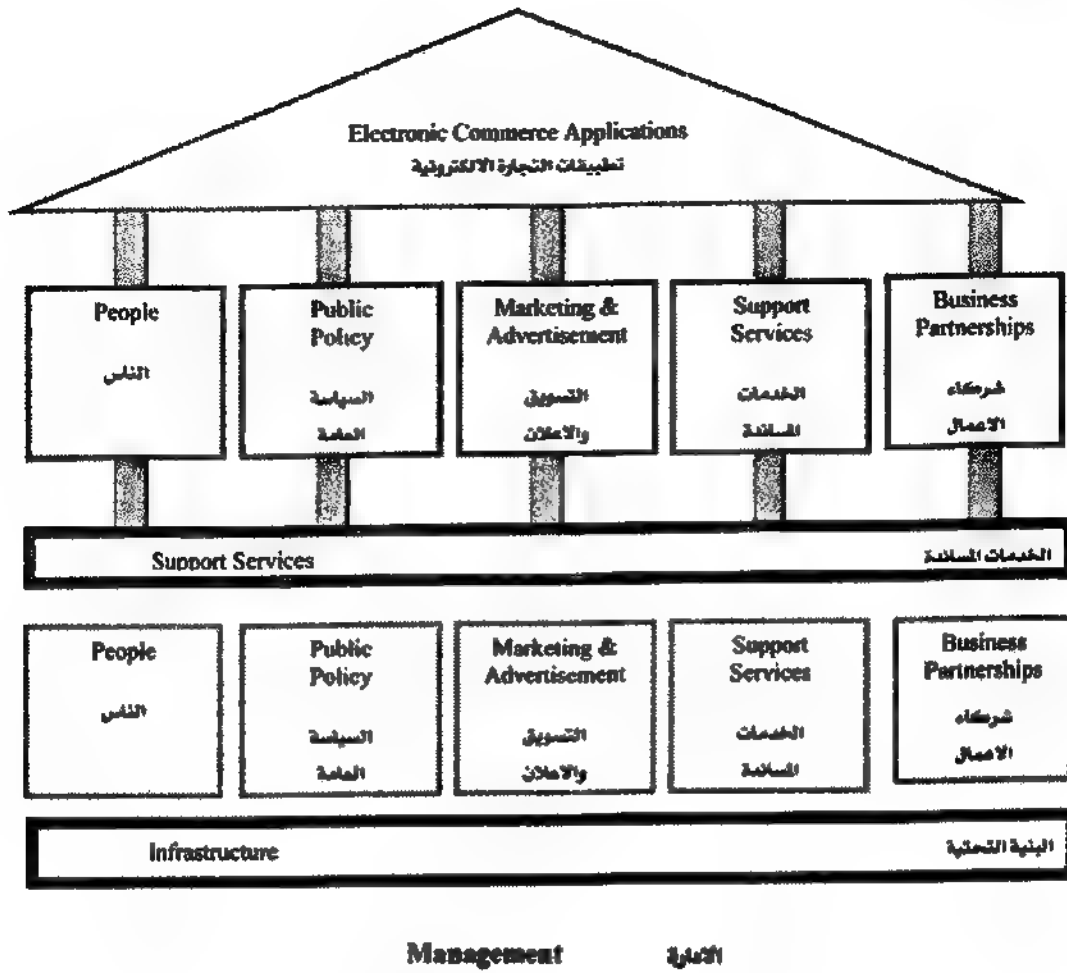 Electronic Commerce Applications
تطبيقات التجارة الالكترونية
People
الناس
Public
Policy
السياسة
العامة
Marketing &
Advertisement
التسويق
والاعلان
Support
Services
الخدمات
المساندة
Business
Partnerships
شركاء
الاعمال
Support Services الخدمات المساندة
People
الناس
Public
Policy
السياسة
العامة
Marketing &
Advertisement
التسويق
والاعلان
Support
Services
الخدمات
المساندة
Business
Partnerships
شركاء
الاعمال
Infrastructure البنية التحتية
Management الادارة